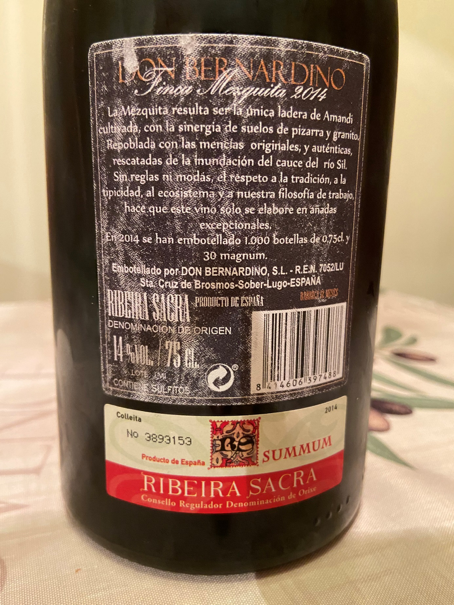 DON BERNARDINO
Finca Mezquita 2014
La Mezquita resulta ser la única ladera de Amandi
cultivada, con la sinergia de suelos de pizarra y granito.
Repoblada con las mencías originales, y auténticas,
rescatadas de la inundación del cauce del río Sil.
Sin reglas ni modas, el respeto a la tradición, a la
tipicidad, al ecosistema y a nuestra filosofía de trabajo,
hace que este vino solo se elabore en añadas
excepcionales.
En 2014 se han embotellado 1.000 botellas de 0,75cl. y
30 magnum.
Embotellado por DON BERNARDINO, S.L. - R.E.N. 7052/LU
Sta. Cruz de Brosmos-Sober-Lugo-ESPAÑA
RIBEIRA SACRA PRODUCTO DE ESPAÑA
DENOMINACIÓN DE ORIGEN
14 %VOL. / 75 CL.
CONTIENE SULFITOS
8 414606 397488
Colleita 2014
Nº 3893153
RS
SUMMUM
Producto de España
RIBEIRA SACRA
Consello Regulador Denominación de Orixe